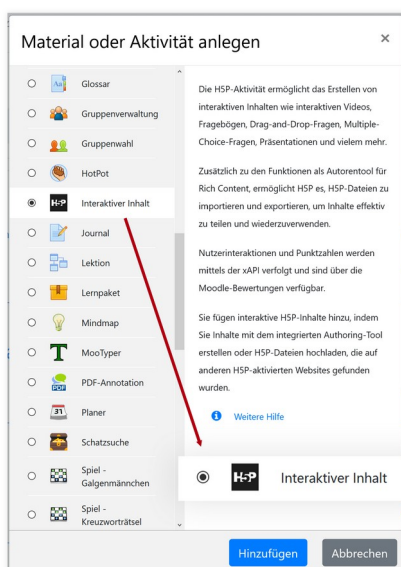 Material oder Aktivität anlegen
×
Glossar
Gruppenverwaltung
Gruppenwahl
HotPot
H-P Interaktiver Inhalt
Journal
Lektion
Lernpaket
Mindmap
T MooTyper
PDF PDF-Annotation
31 Planer
Schatzsuche
Spiel -
Galgenmännchen
Spiel -
Kreuzworträtsel
Die H5P-Aktivität ermöglicht das Erstellen von
interaktiven Inhalten wie interaktiven Videos,
Fragebögen, Drag-and-Drop-Fragen, Multiple-
Choice-Fragen, Präsentationen und vielem mehr.
Zusätzlich zu den Funktionen als Autorentool für
Rich Content, ermöglicht H5P es, H5P-Dateien zu
importieren und exportieren, um Inhalte effektiv
zu teilen und wiederzuverwenden.
Nutzerinteraktionen und Punktzahlen werden
mittels der xAPI verfolgt und sind über die
Moodle-Bewertungen verfügbar.
Sie fügen interaktive H5P-Inhalte hinzu, indem
Sie Inhalte mit dem integrierten Authoring-Tool
erstellen oder H5P-Dateien hochladen, die auf
anderen H5P-aktivierten Websites gefunden
wurden.
Weitere Hilfe
H5P Interaktiver Inhalt
Hinzufügen Abbrechen